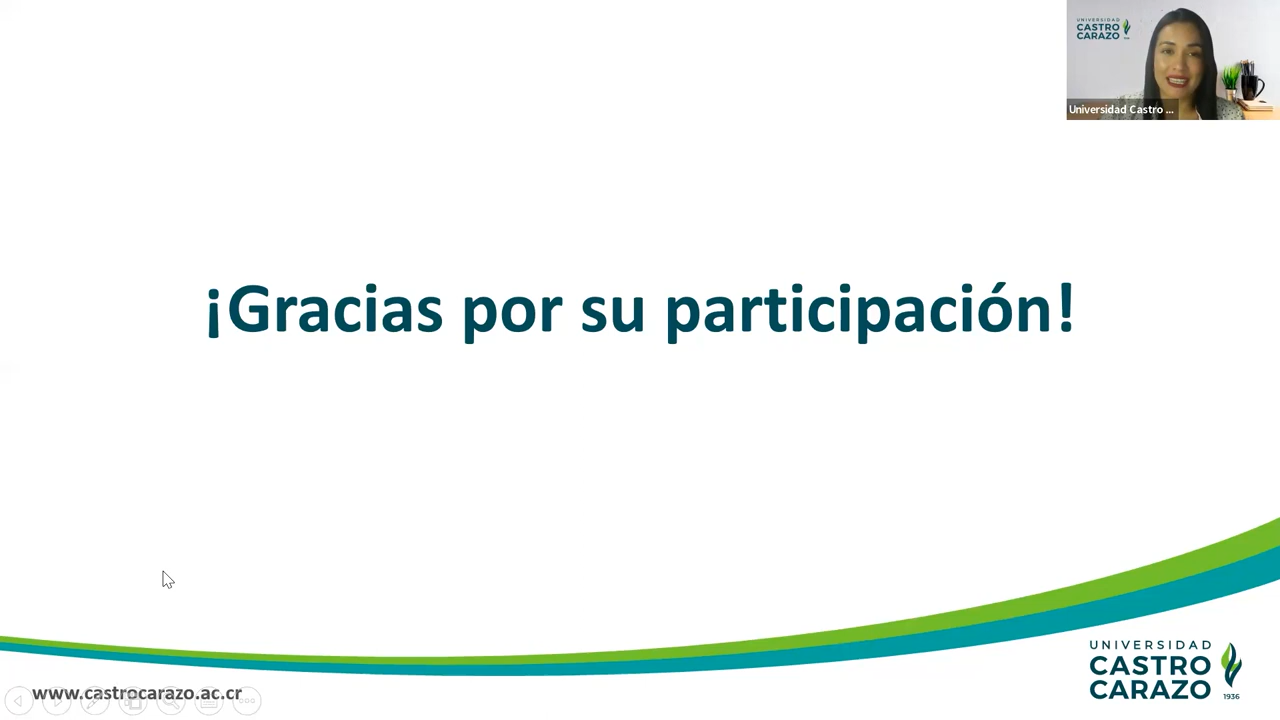 UNIVERSIDAD
CASTRO
CARAZO
Universidad Castro ...
¡Gracias por su participación!
www.castrocarazo.ac.cr
UNIVERSIDAD
CASTRO
CARAZO
1936